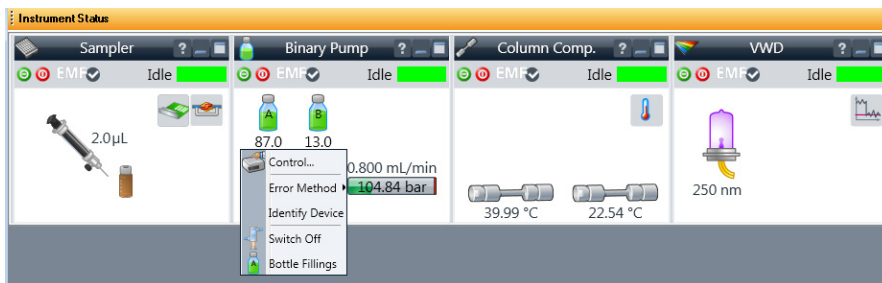 Instrument Status
Sampler ?
Binary Pump ?
Column Comp. ?
VWD ?
EMF Idle
EMF Idle
EMF Idle
EMF Idle
2.0 µL
A B
87.0 13.0
Control...
0.800 mL/min
Error Method
104.84 bar
Identify Device
Switch Off
A Bottle Fillings
39.99 °C 22.54 °C
250 nm